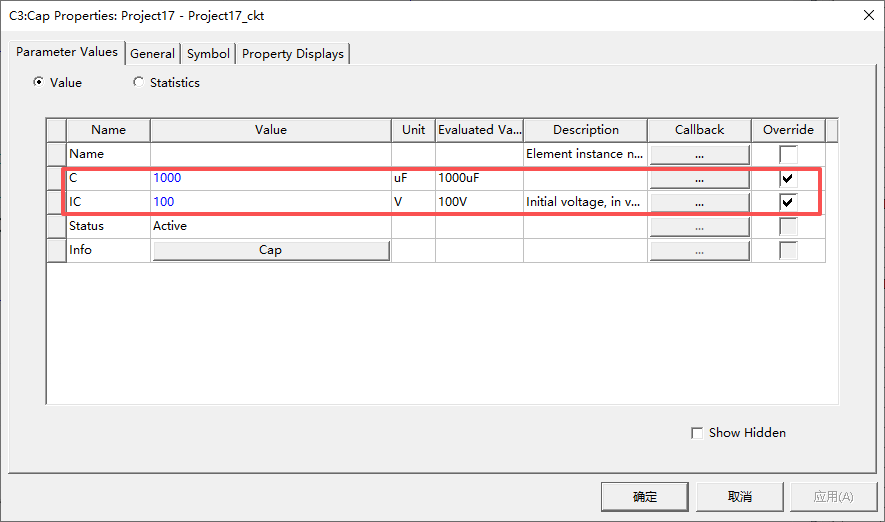 C3:Cap Properties: Project17 - Project17_ckt
Parameter Values General Symbol Property Displays
Value Statistics
Name Value Unit Evaluated Va... Description Callback Override
Name Element instance n... ...
C 1000 uF 1000uF ...
IC 100 V 100V Initial voltage, in v... ...
Status Active ...
Info Cap ...
Show Hidden
确定 取消 应用(A)